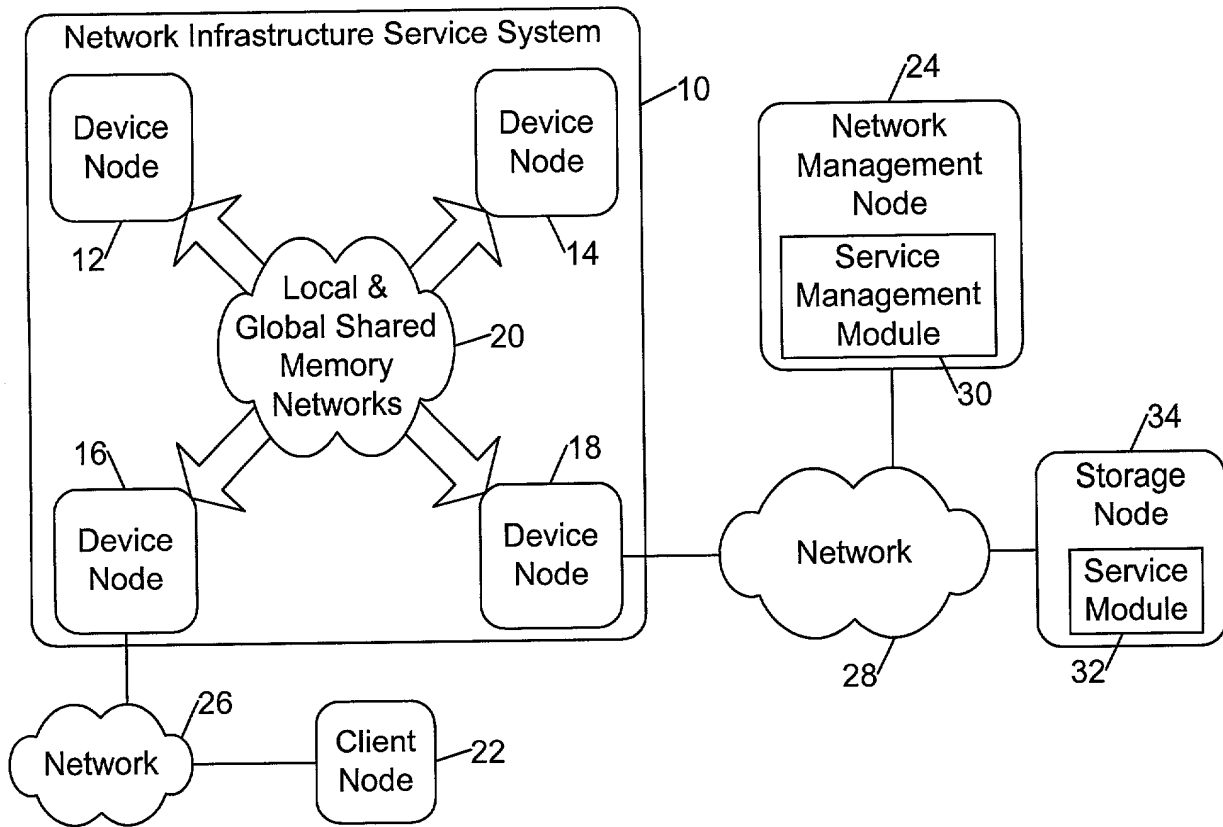 Network Infrastructure Service System
10
Device
Node
12
Device
Node
14
Local &
Global Shared
Memory
Networks
20
16
Device
Node
18
Device
Node
24
Network
Management
Node
Service
Management
Module
30
34
Storage
Node
Service
Module
32
Network
28
26
Network
Client
Node
22